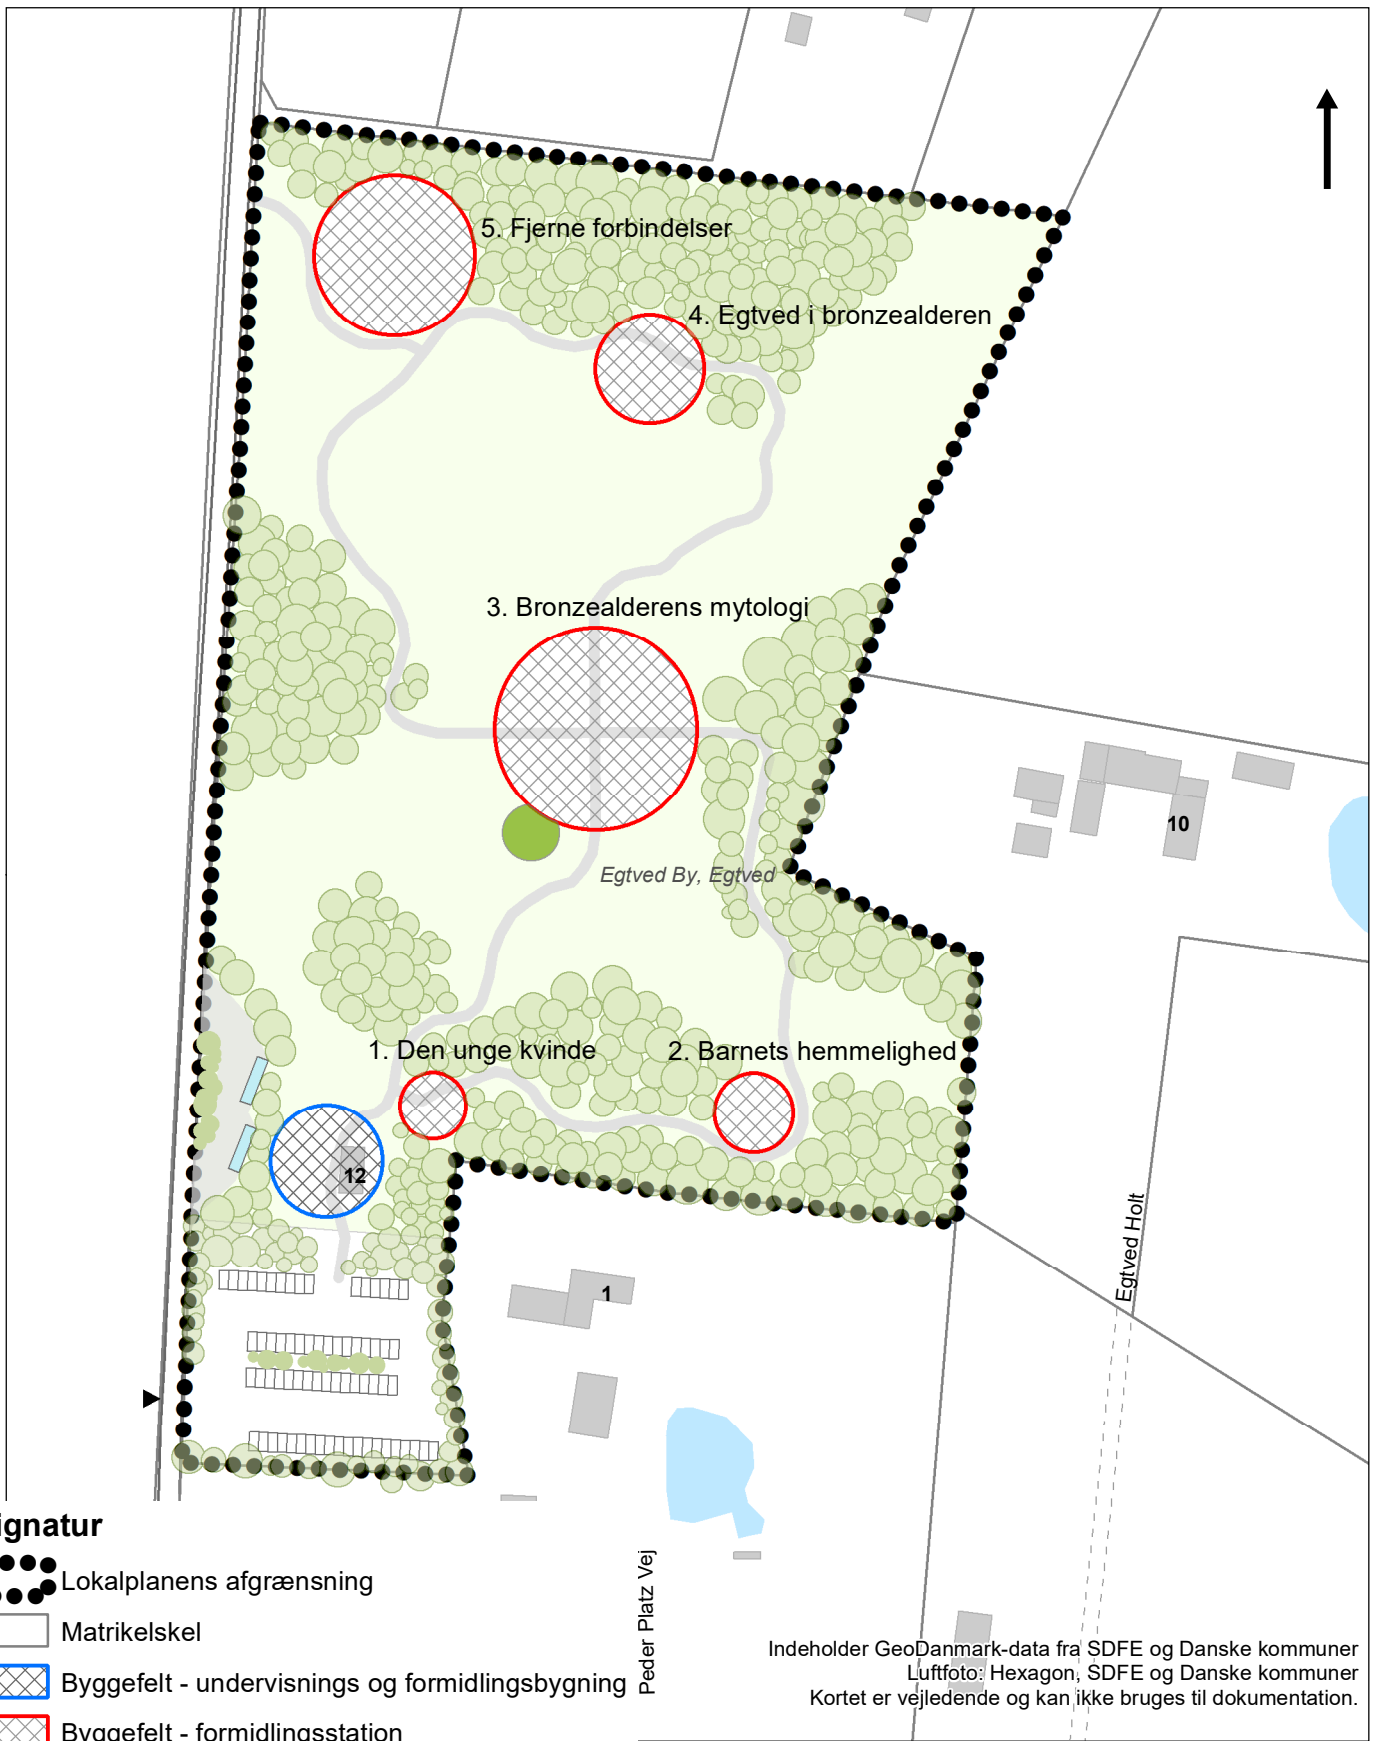 5. Fjerne forbindelser
4. Egtved i bronzealderen
3. Bronzealderens mytologi
10
Egtved By, Egtved
1. Den unge kvinde
2. Barnets hemmelighed
12
Egtved Holt
1
ignatur
Lokalplanens afgrænsning
Matrikelskel
Byggefelt - undervisnings og formidlingsbygning
Byggefelt - formidlingsstation
Peder Platz Vej
Indeholder GeoDanmark-data fra SDFE og Danske kommuner
Luftfoto: Hexagon, SDFE og Danske kommuner
Kortet er vejledende og kan ikke bruges til dokumentation.